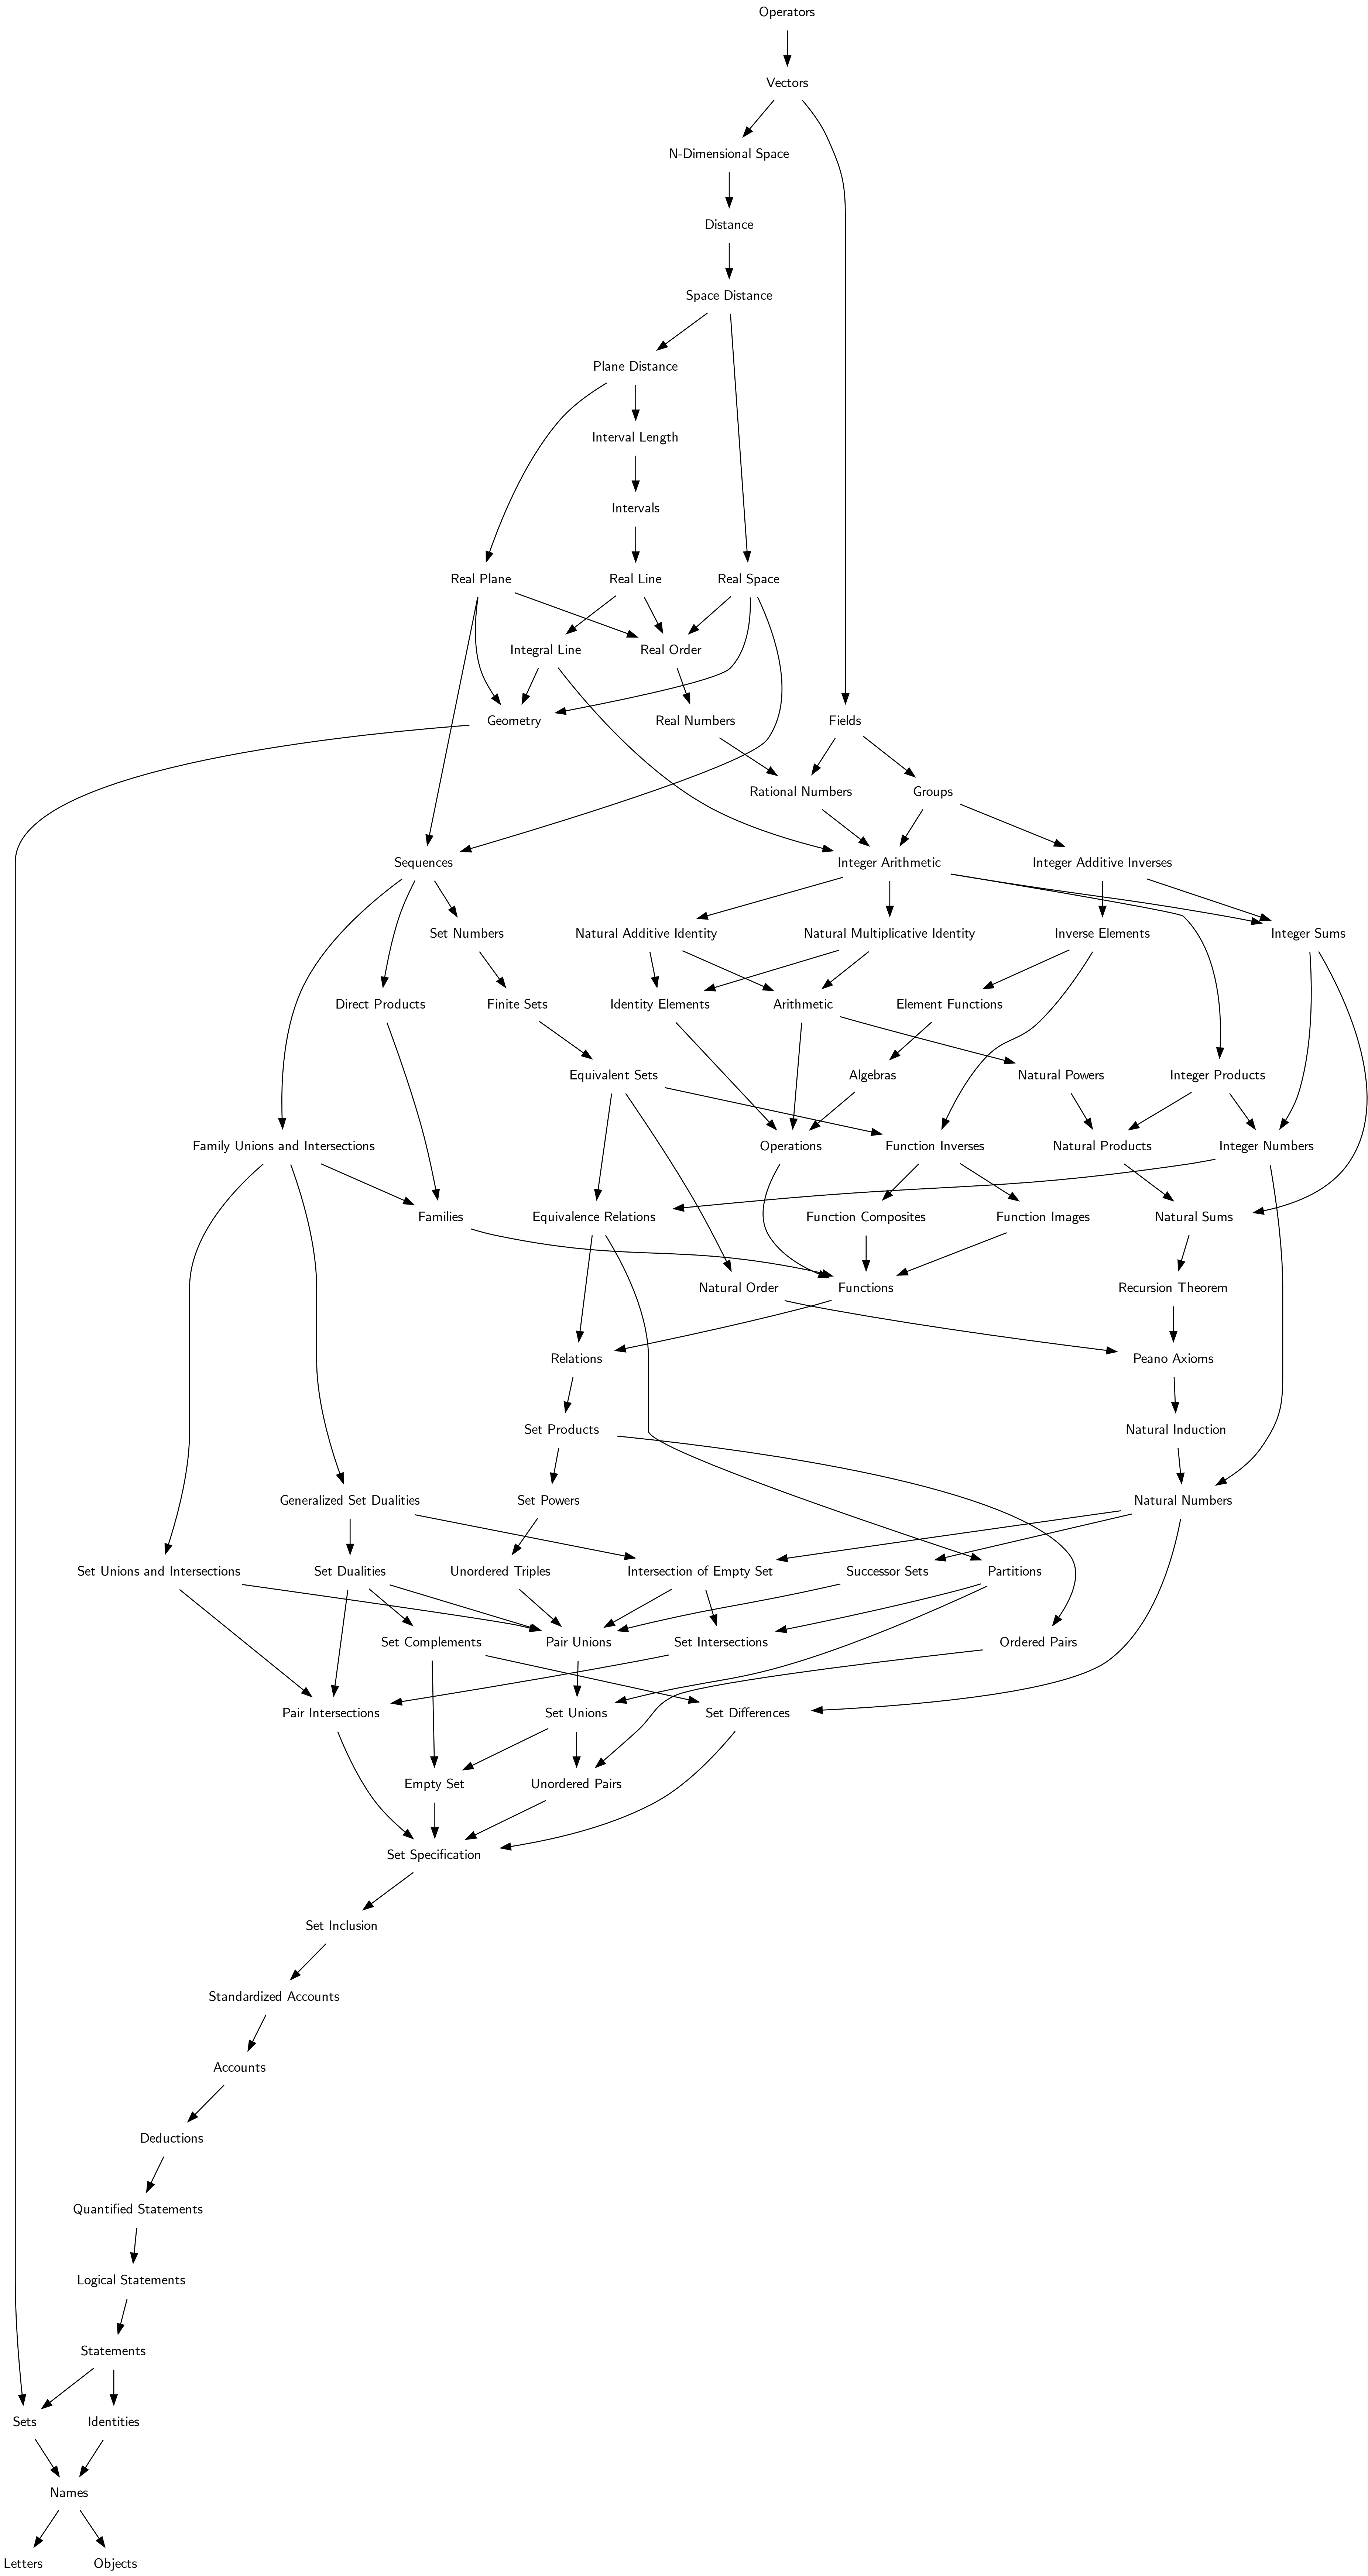 Operators
Vectors
N-Dimensional Space
Distance
Space Distance
Plane Distance
Interval Length
Intervals
Real Plane
Real Line
Real Space
Integral Line
Real Order
Geometry
Real Numbers
Fields
Rational Numbers
Groups
Sequences
Integer Arithmetic
Integer Additive Inverses
Set Numbers
Natural Additive Identity
Natural Multiplicative Identity
Inverse Elements
Integer Sums
Direct Products
Finite Sets
Identity Elements
Arithmetic
Element Functions
Equivalent Sets
Algebras
Natural Powers
Integer Products
Family Unions and Intersections
Operations
Function Inverses
Natural Products
Integer Numbers
Families
Equivalence Relations
Function Composites
Function Images
Natural Sums
Natural Order
Functions
Recursion Theorem
Relations
Peano Axioms
Set Products
Natural Induction
Generalized Set Dualities
Set Powers
Natural Numbers
Set Unions and Intersections
Set Dualities
Unordered Triples
Intersection of Empty Set
Successor Sets
Partitions
Set Complements
Pair Unions
Set Intersections
Ordered Pairs
Pair Intersections
Set Unions
Set Differences
Empty Set
Unordered Pairs
Set Specification
Set Inclusion
Standardized Accounts
Accounts
Deductions
Quantified Statements
Logical Statements
Statements
Sets
Identities
Names
Letters
Objects